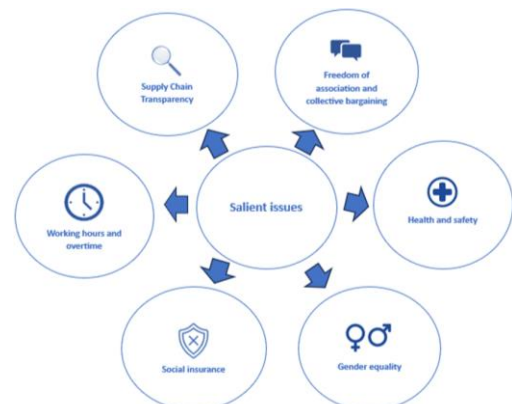 Supply Chain
Transparency
Freedom of
association and
collective bargaining
Working hours and
overtime
Salient issues
Health and safety
Social insurance
Gender equality